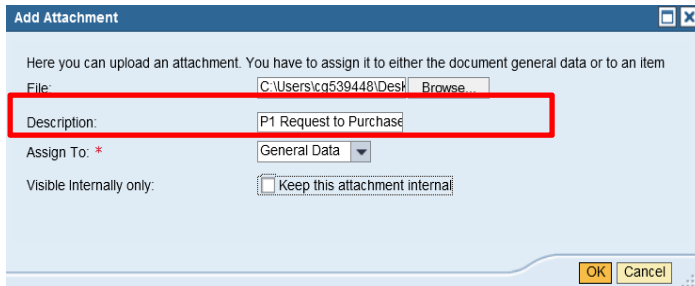 Add Attachment
Here you can upload an attachment. You have to assign it to either the document general data or to an item
File: C:\Users\cg539448\Desk Browse...
Description: P1 Request to Purchase
Assign To: * General Data
Visible Internally only: Keep this attachment internal
OK Cancel